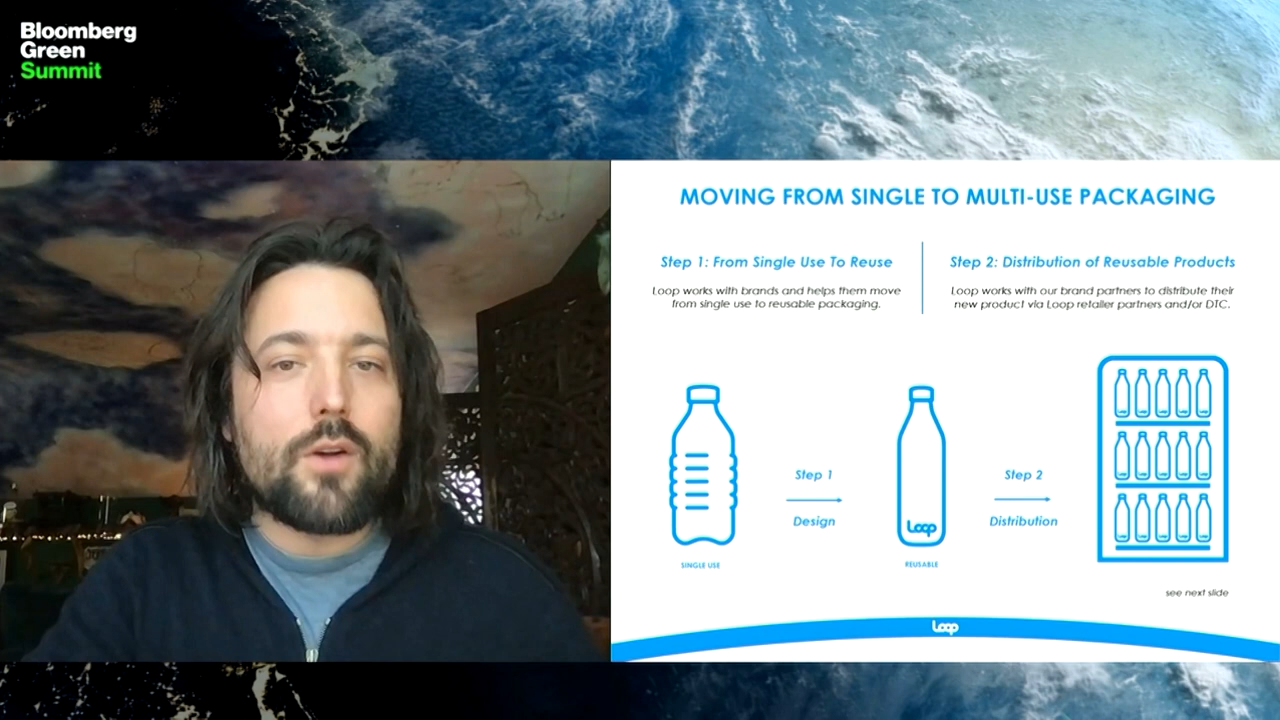 Bloomberg
Green
Summit
MOVING FROM SINGLE TO MULTI-USE PACKAGING
Step 1: From Single Use To Reuse
Loop works with brands and helps them move
from single use to reusable packaging.
Step 2: Distribution of Reusable Products
Loop works with our brand partners to distribute their
new product via Loop retailer partners and/or DTC.
Step 1
Design
Loop
Step 2
Distribution
SINGLE USE
REUSABLE
see next slide
Loop